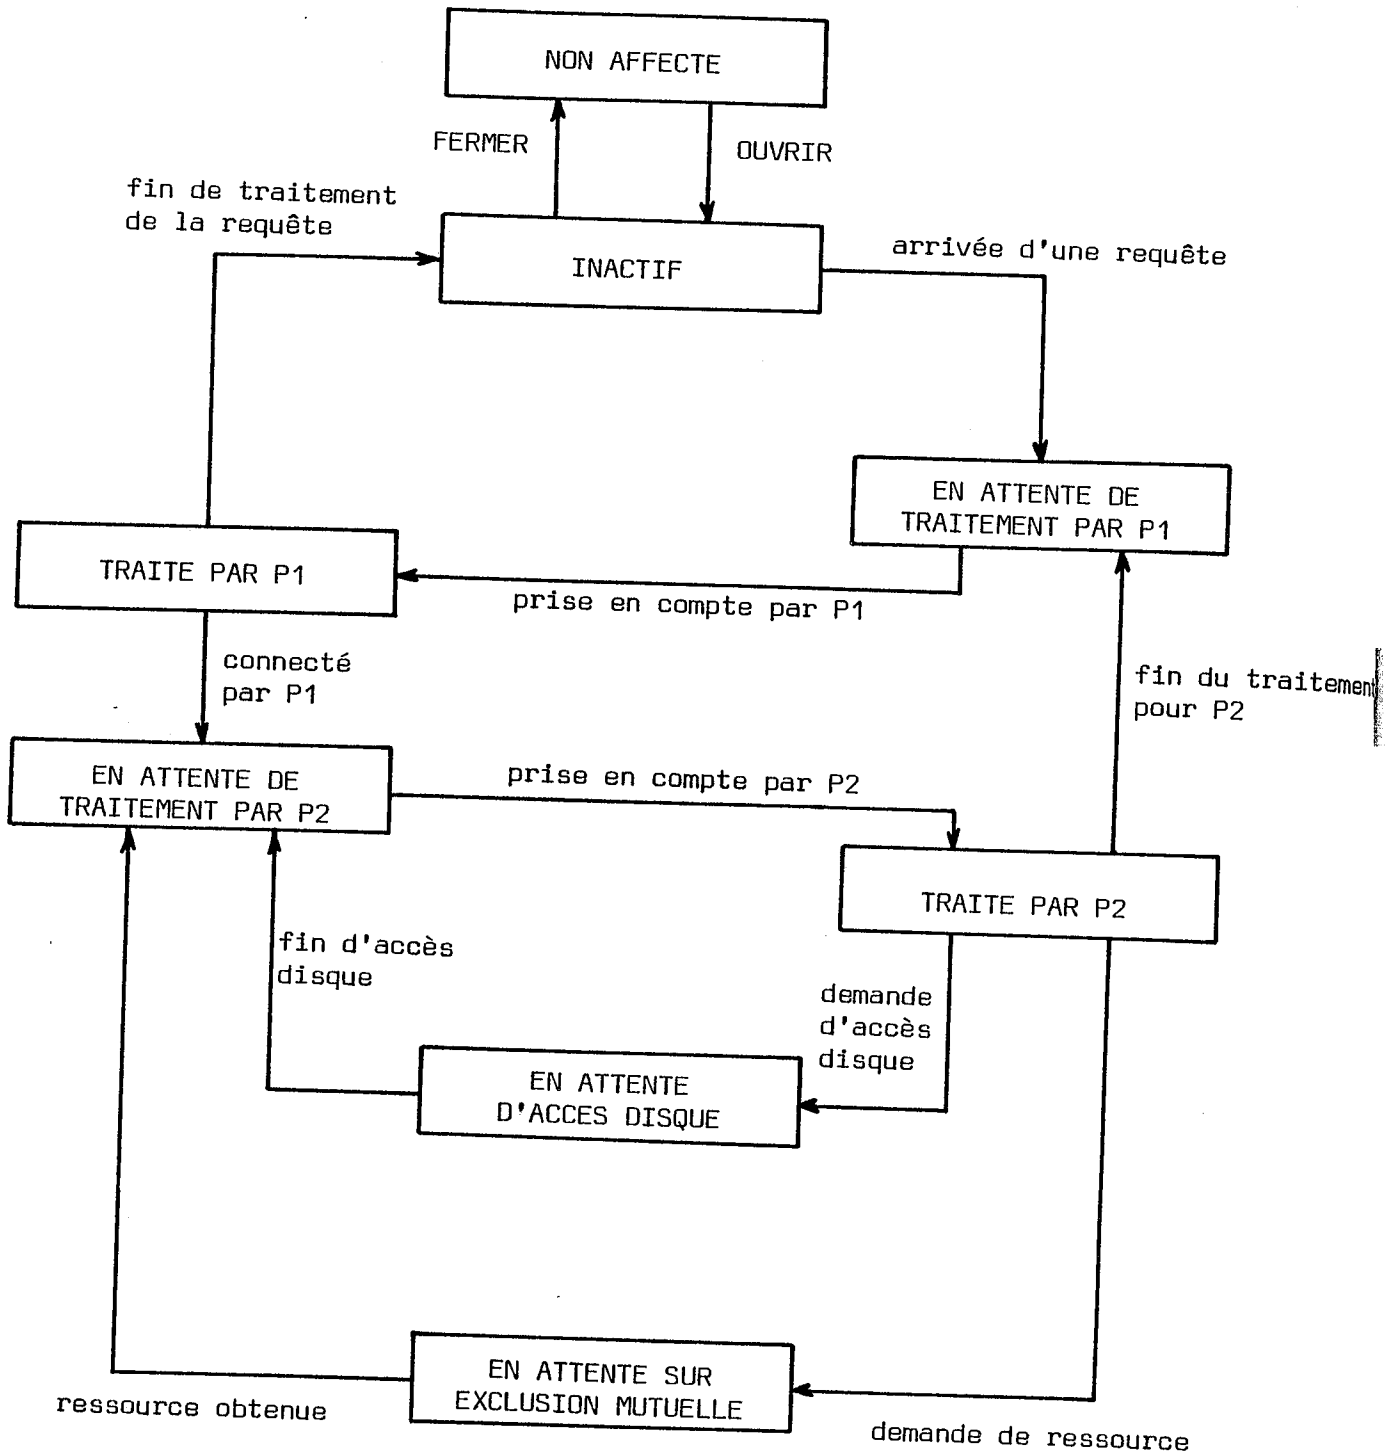 NON AFFECTE
FERMER
OUVRIR
fin de traitement
de la requête
INACTIF
arrivée d'une requête
EN ATTENTE DE
TRAITEMENT PAR P1
TRAITE PAR P1
prise en compte par P1
connecté
par P1
fin du traitement
pour P2
EN ATTENTE DE
TRAITEMENT PAR P2
prise en compte par P2
TRAITE PAR P2
fin d'accès
disque
demande
d'accès
disque
EN ATTENTE
D'ACCES DISQUE
EN ATTENTE SUR
EXCLUSION MUTUELLE
ressource obtenue
demande de ressource